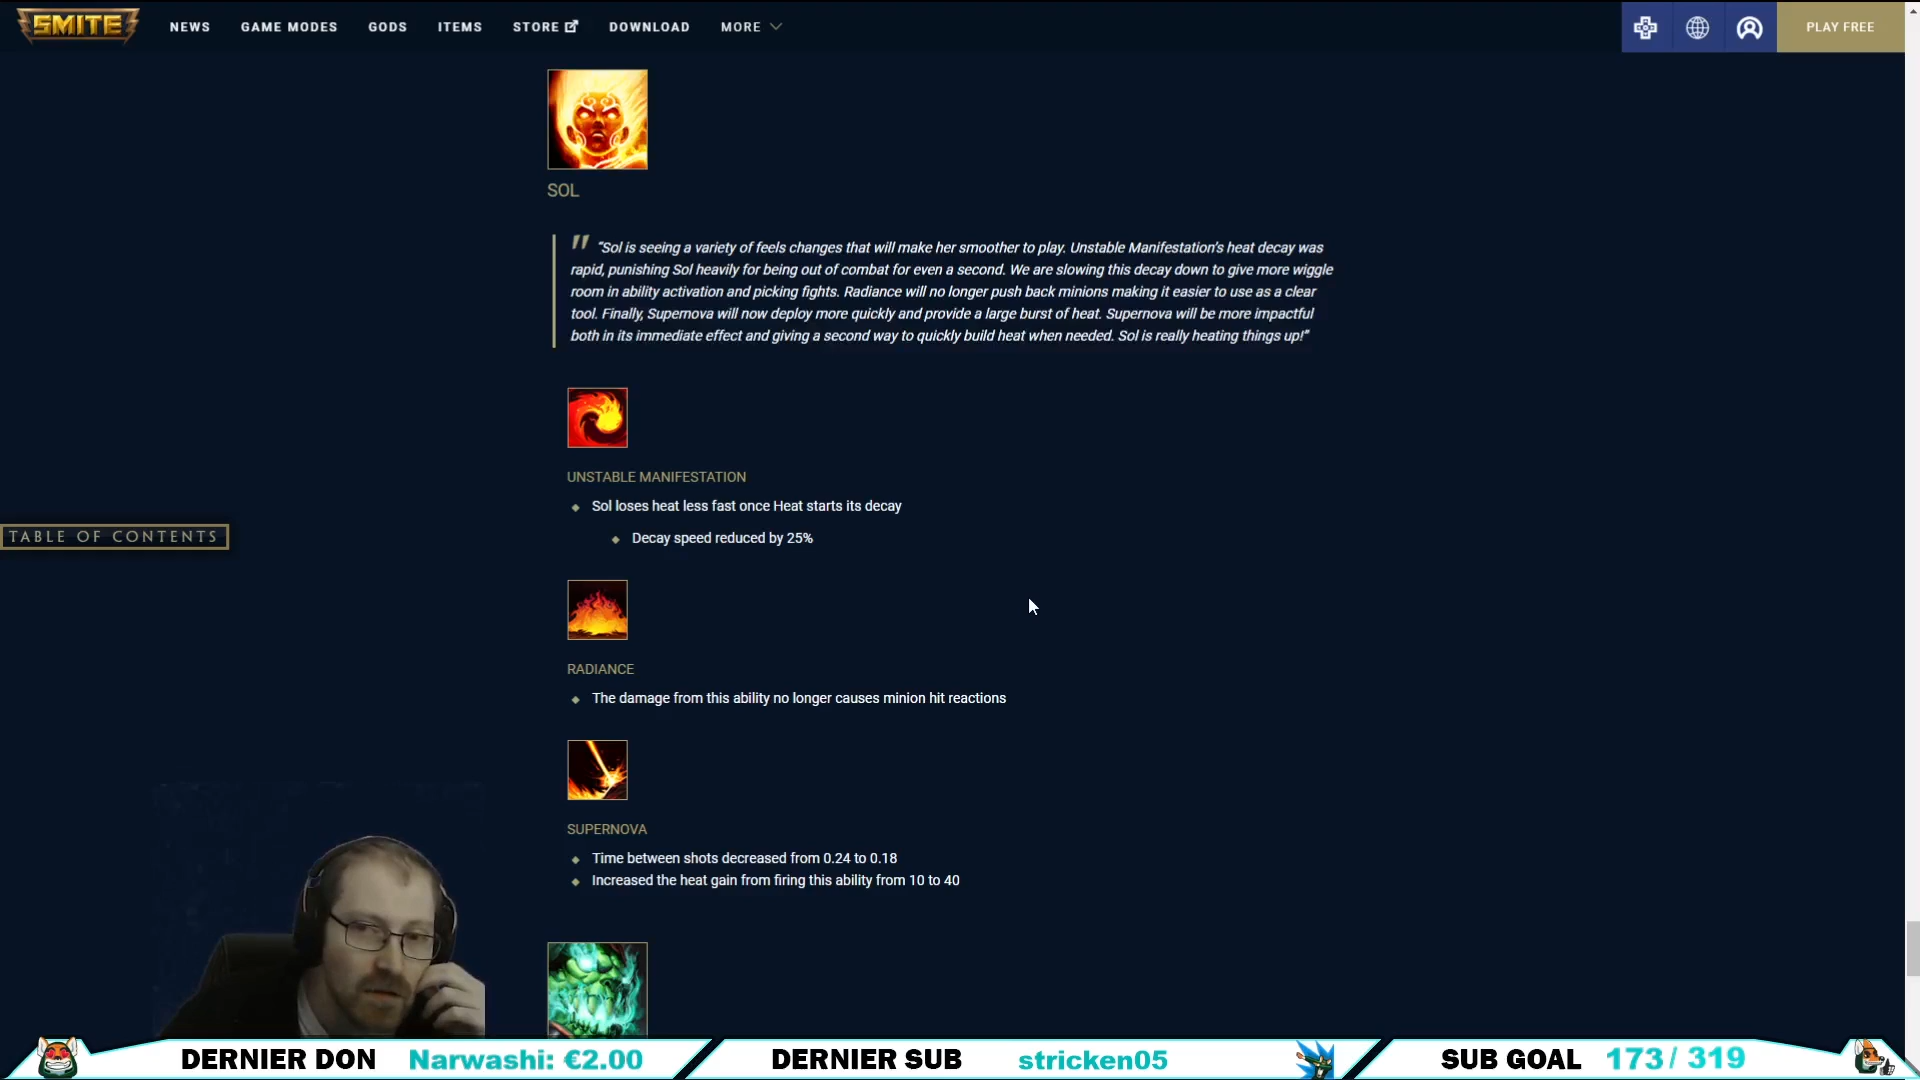 SMITE
NEWS
GAME MODES
GODS
ITEMS
STORE
DOWNLOAD
MORE
PLAY FREE
SOL
" "Sol is seeing a variety of feels changes that will make her smoother to play. Unstable Manifestation's heat decay was
rapid, punishing Sol heavily for being out of combat for even a second. We are slowing this decay down to give more wiggle
room in ability activation and picking fights. Radiance will no longer push back minions making it easier to use as a clear
tool. Finally, Supernova will now deploy more quickly and provide a large burst of heat. Supernova will be more impactful
both in its immediate effect and giving a second way to quickly build heat when needed. Sol is really heating things up!"
UNSTABLE MANIFESTATION
Sol loses heat less fast once Heat starts its decay
Decay speed reduced by 25%
TABLE OF CONTENTS
RADIANCE
The damage from this ability no longer causes minion hit reactions
SUPERNOVA
Time between shots decreased from 0.24 to 0.18
Increased the heat gain from firing this ability from 10 to 40
DERNIER DON Narwashi: €2.00
DERNIER SUB stricken05
SUB GOAL 173/ 319